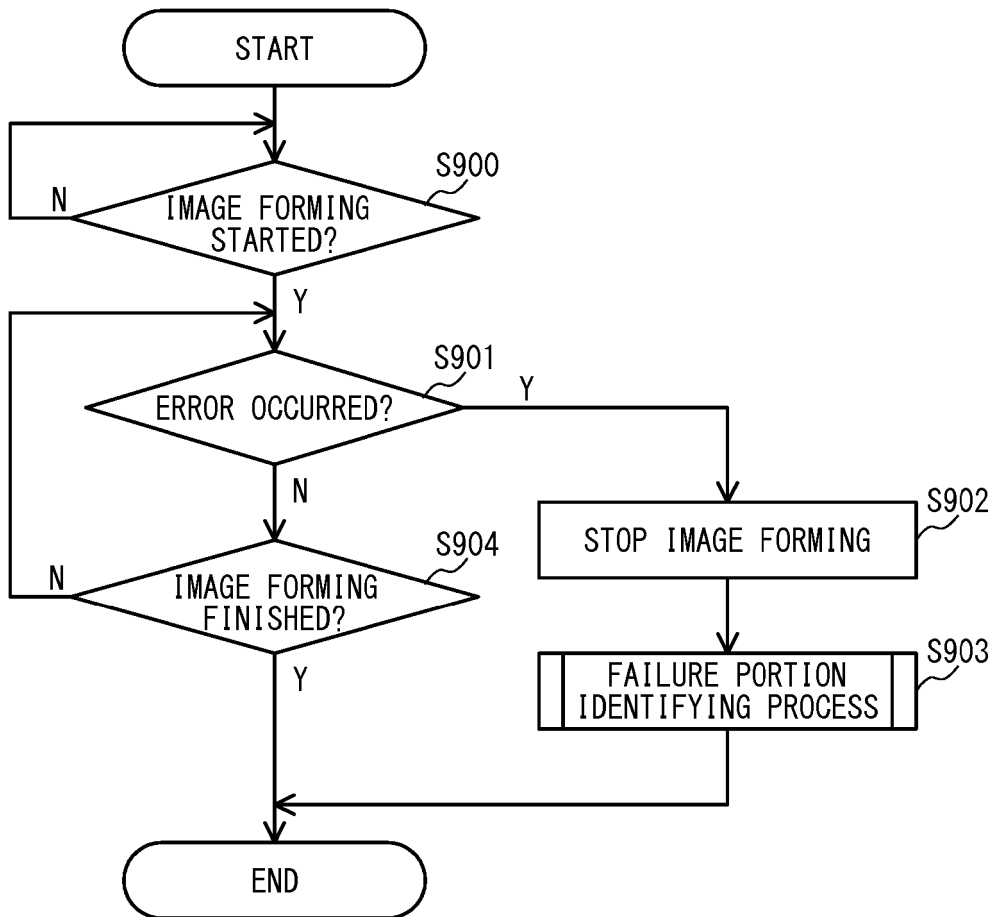 START
S900
N
IMAGE FORMING
STARTED?
Y
S901
ERROR OCCURRED?
Y
N
S902
STOP IMAGE FORMING
S904
N
IMAGE FORMING
FINISHED?
Y
S903
FAILURE PORTION
IDENTIFYING PROCESS
END